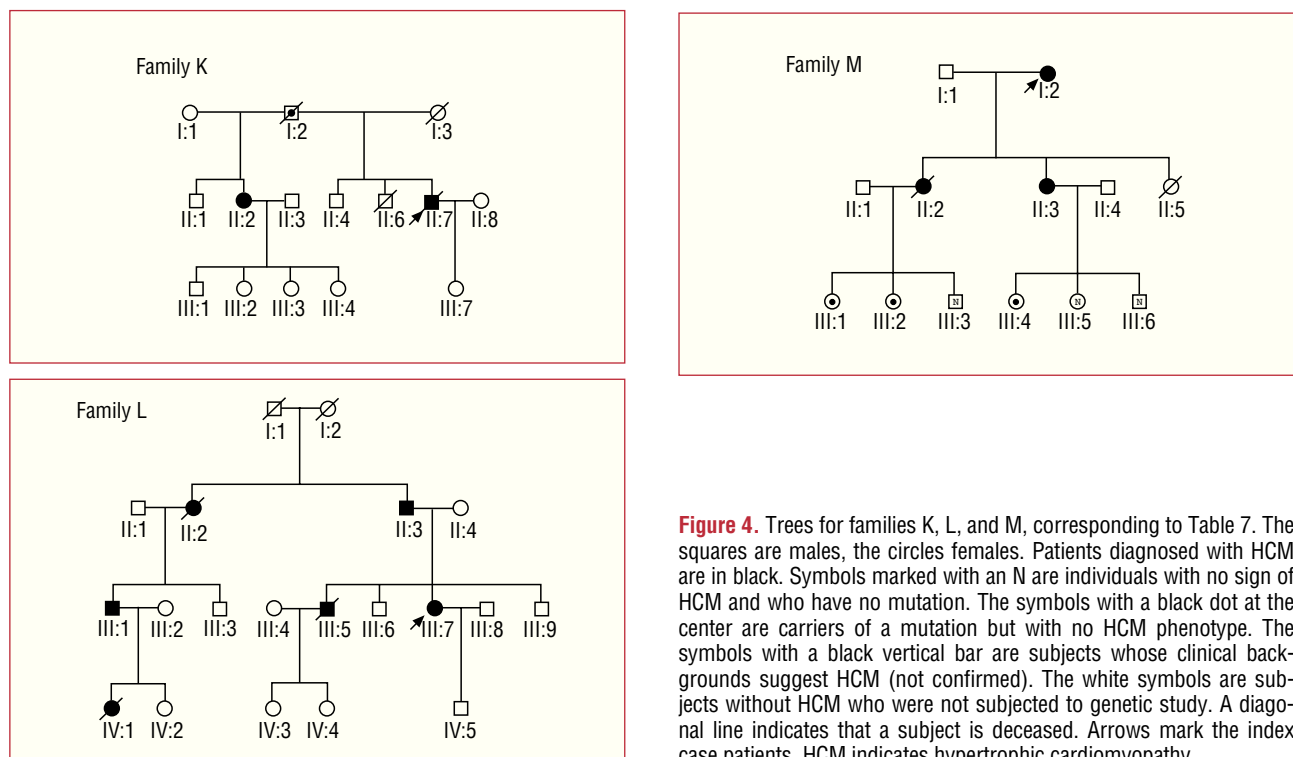 Family K
I:1 I:2 I:3
II:1 II:2 II:3 II:4 II:6 II:7 II:8
III:1 III:2 III:3 III:4 III:7
Family L
I:1 I:2
II:1 II:2 II:3 II:4
III:1 III:2 III:3 III:4 III:5 III:6 III:7 III:8 III:9
IV:1 IV:2 IV:3 IV:4 IV:5
Family M
I:1 I:2
II:1 II:2 II:3 II:4 II:5
N N N
III:1 III:2 III:3 III:4 III:5 III:6
Figure 4. Trees for families K, L, and M, corresponding to Table 7. The
squares are males, the circles females. Patients diagnosed with HCM
are in black. Symbols marked with an N are individuals with no sign of
HCM and who have no mutation. The symbols with a black dot at the
center are carriers of a mutation but with no HCM phenotype. The
symbols with a black vertical bar are subjects whose clinical back-
grounds suggest HCM (not confirmed). The white symbols are sub-
jects without HCM who were not subjected to genetic study. A diago-
nal line indicates that a subject is deceased. Arrows mark the index
case patients. HCM indicates hypertrophic cardiomyopathy.